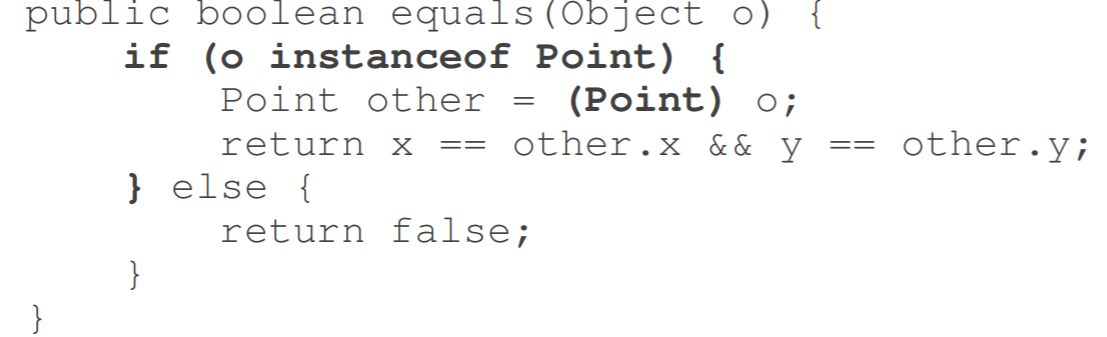 public boolean equals(Object o) {
    if (o instanceof Point) {
        Point other = (Point) o;
        return x == other.x && y == other.y;
    } else {
        return false;
    }
}